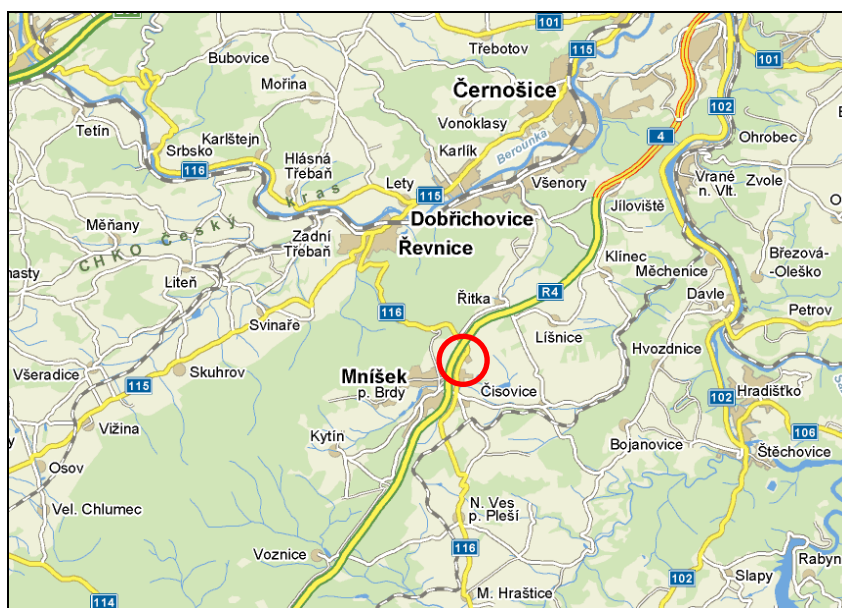 101
115
Třebotov
101
Bubovice
Mořina
Černošice
102
Tetín
Vonoklasy
Berounka
4
Ohrobec
Karlštejn
Srbsko
Karlík
116
Hlásná
Třebaň
kras
Lety
115
Všenory
Vrané
n. Vlt.
Zvole
Jíloviště
Dobřichovice
Měňany
CHKO Český
Zadní
Třebaň
Řevnice
Klínec
Březová-
-Oleško
Měchenice
nasty
Liteň
R4
Davle
Řitka
116
Svinaře
Líšnice
Petrov
Hvozdnice
Všeradice
Skuhrov
Mníšek
p. Brdy
115
Čisovice
Hradišťko
102
Vižina
106
Kytín
Bojanovice
Štěchovice
Osov
Vel. Chlumec
N. Ves
p. Pleší
Voznice
116
102
Slapy
Rabyn
114
M. Hraštice